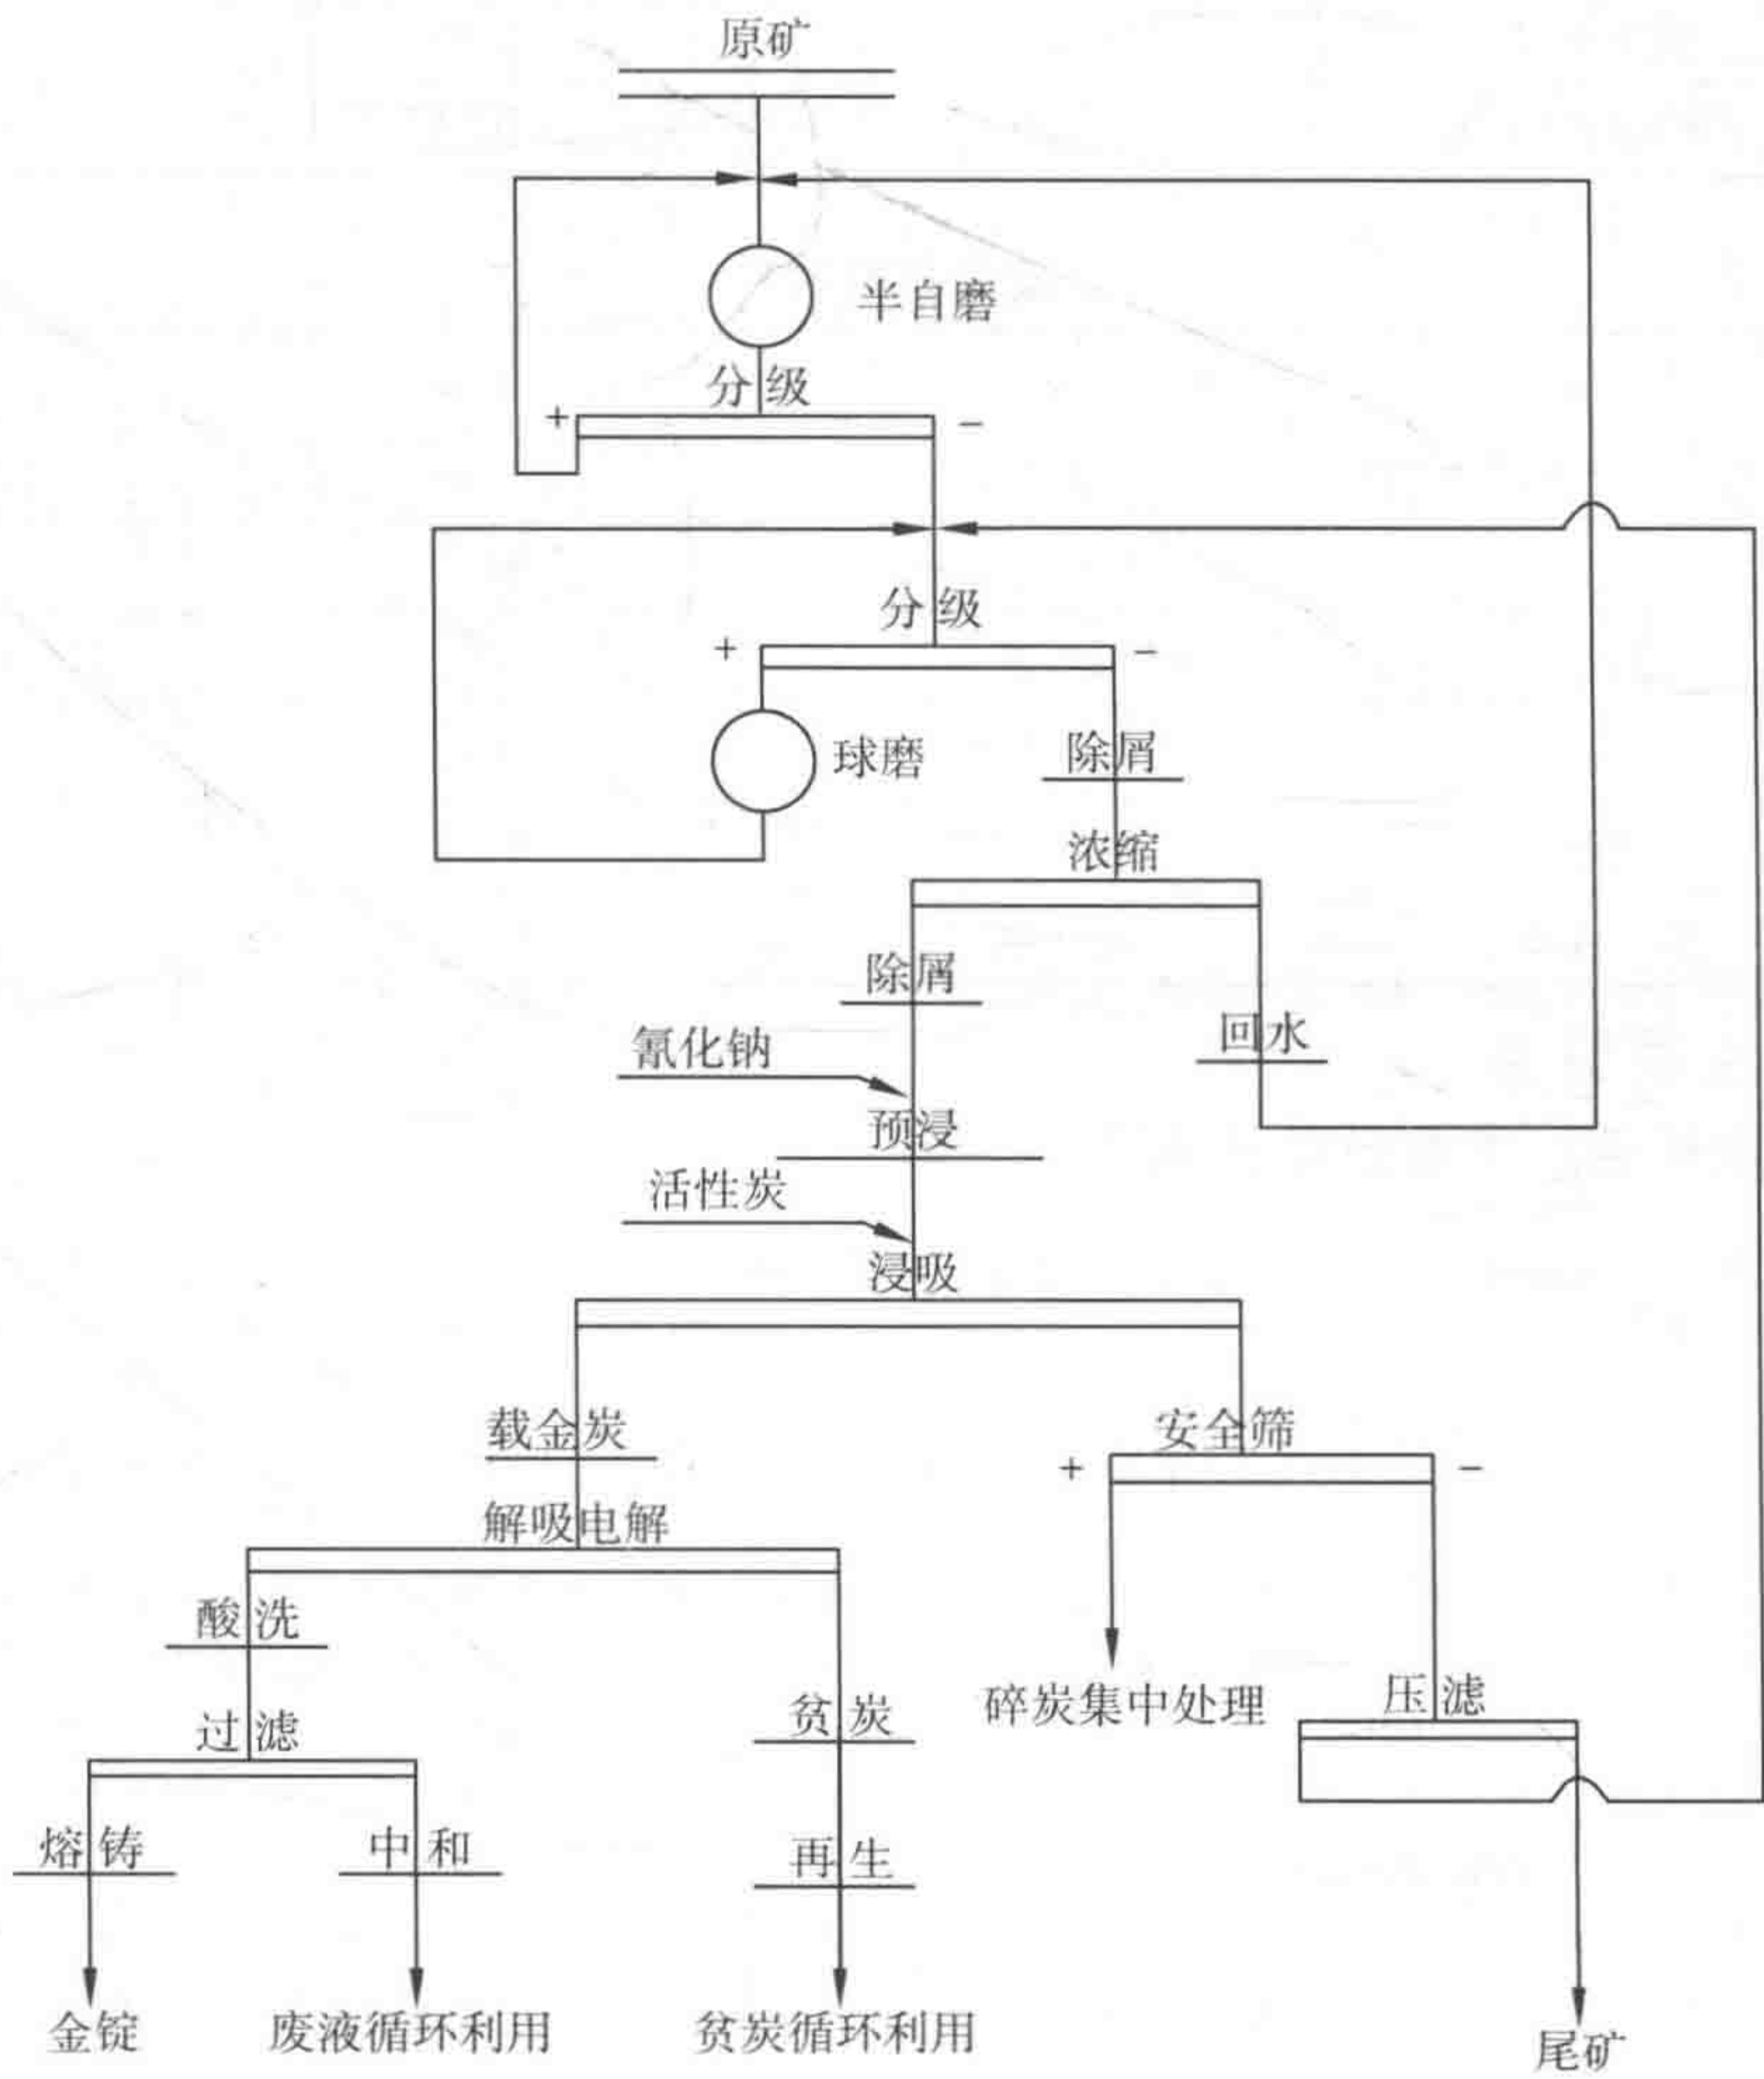 原矿
半自磨
分级
+ −
分级
+ −
球磨
除屑
浓缩
除屑
回水
氰化钠
预浸
活性炭
浸吸
载金炭
安全筛
+ −
解吸电解
酸洗
碎炭集中处理
压滤
贫炭
过滤
熔铸
中和
再生
金锭
废液循环利用
贫炭循环利用
尾矿